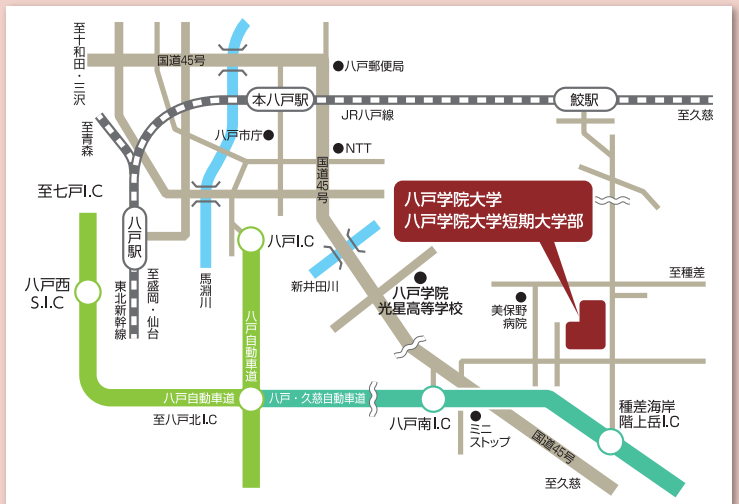 至十和田・三沢
国道45号
八戸郵便局
本八戸駅
鮫駅
JR八戸線
至久慈
至青森
八戸市庁
NTT
国道45号
至七戸I.C
八戸学院大学
八戸学院大学短期大学部
八戸駅
八戸I.C
八戸西
S.I.C
東北新幹線
至盛岡・仙台
馬淵川
新井田川
八戸学院
光星高等学校
至種差
美保野
病院
八戸自動車道
八戸自動車道
八戸・久慈自動車道
至八戸北I.C
八戸南I.C
ミニ
ストップ
種差海岸
階上岳I.C
国道45号
至久慈